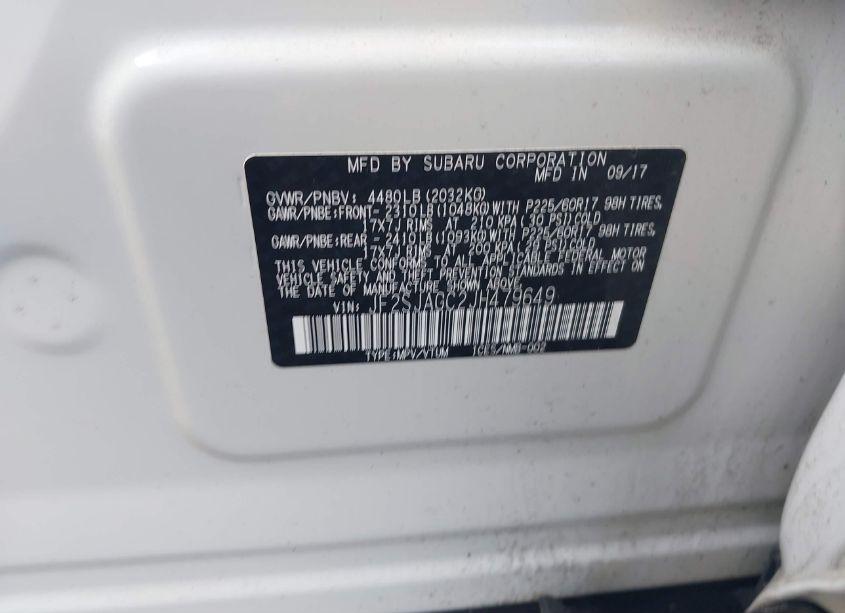 MFD BY SUBARU CORPORATION
MFD IN 09/17
GVWR/PNBV: 4480LB(2032KG)
GAWR/PNBE:FRONT- 2310LB(1048KG)WITH P225/60R17 98H TIRES,
17X7J RIMS AT 210 KPA( 30 PSI)COLD
GAWR/PNBE:REAR - 2410LB(1093KG)WITH P225/60R17 98H TIRES,
17X7J RIMS AT 200 KPA( 29 PSI)COLD
THIS VEHICLE CONFORMS TO ALL APPLICABLE FEDERAL MOTOR
VEHICLE SAFETY AND THEFT PREVENTION STANDARDS IN EFFECT ON
THE DATE OF MANUFACTURE SHOWN ABOVE.
VIN: JF2SJAGC2JH479649
TYPE:MPV/VTUM